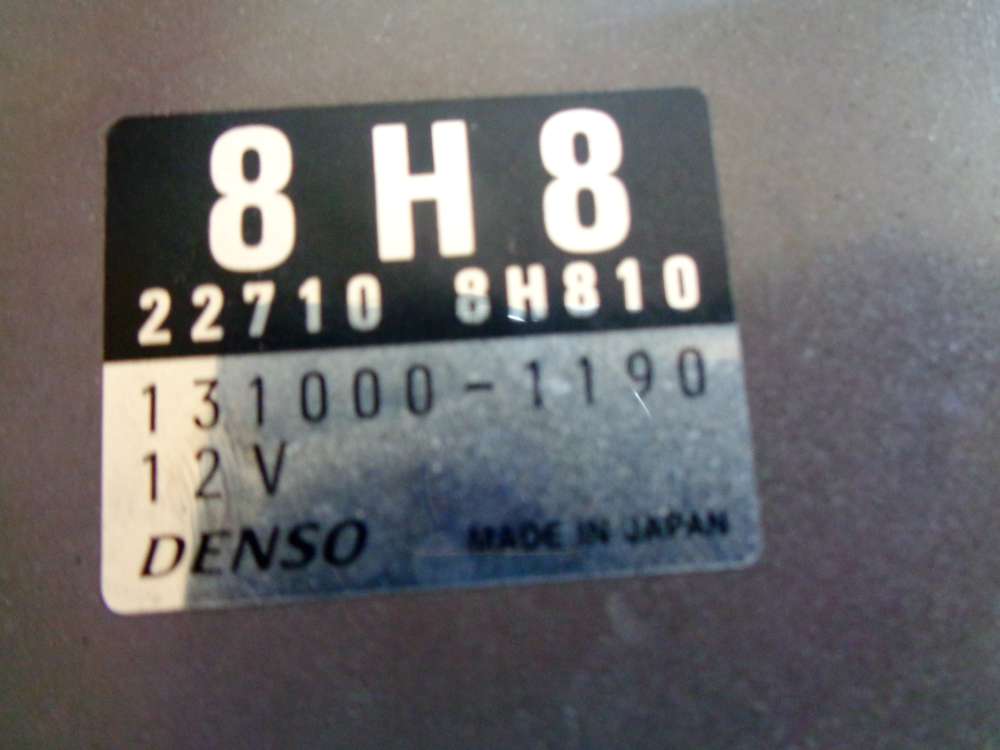 8 H 8
22710 8H810
131000-1190
12V
DENSO MADE IN JAPAN